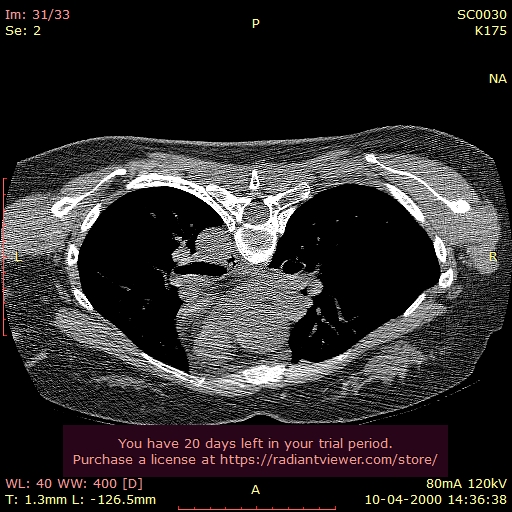 Im: 31/33
Se: 2
P
SC0030
K175
NA
L
R
You have 20 days left in your trial period.
Purchase a license at https://radiantviewer.com/store/
WL: 40 WW: 400 [D]
T: 1.3mm L: -126.5mm
A
80mA 120kV
10-04-2000 14:36:38